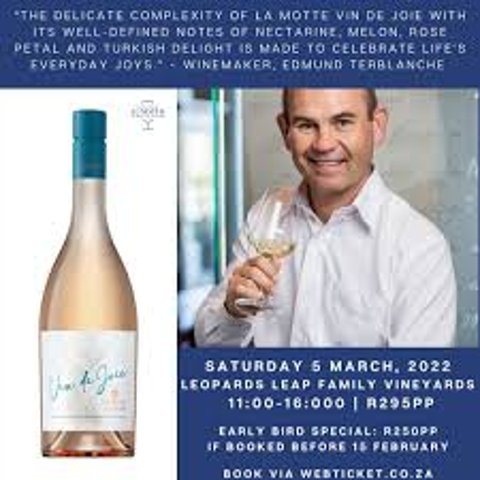 "THE DELICATE COMPLEXITY OF LA MOTTE VIN DE JOIE WITH
ITS WELL-DEFINED NOTES OF NECTARINE, MELON, ROSE
PETAL AND TURKISH DELIGHT IS MADE TO CELEBRATE LIFE'S
EVERYDAY JOYS." - WINEMAKER, EDMUND TERBLANCHE
Vin de Joie
SATURDAY 5 MARCH, 2022
LEOPARDS LEAP FAMILY VINEYARDS
11:00-16:000 | R295PP
EARLY BIRD SPECIAL: R250PP
IF BOOKED BEFORE 15 FEBRUARY
BOOK VIA WEBTICKET.CO.ZA